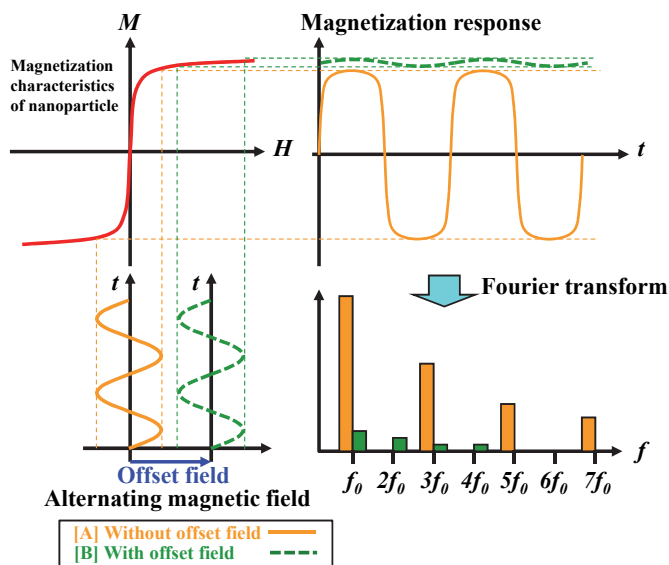 M
Magnetization response
Magnetization
characteristics
of nanoparticle
H
t
t
t
Fourier transform
Offset field
f
f0 2f0 3f0 4f0 5f0 6f0 7f0
Alternating magnetic field
[A] Without offset field
[B] With offset field